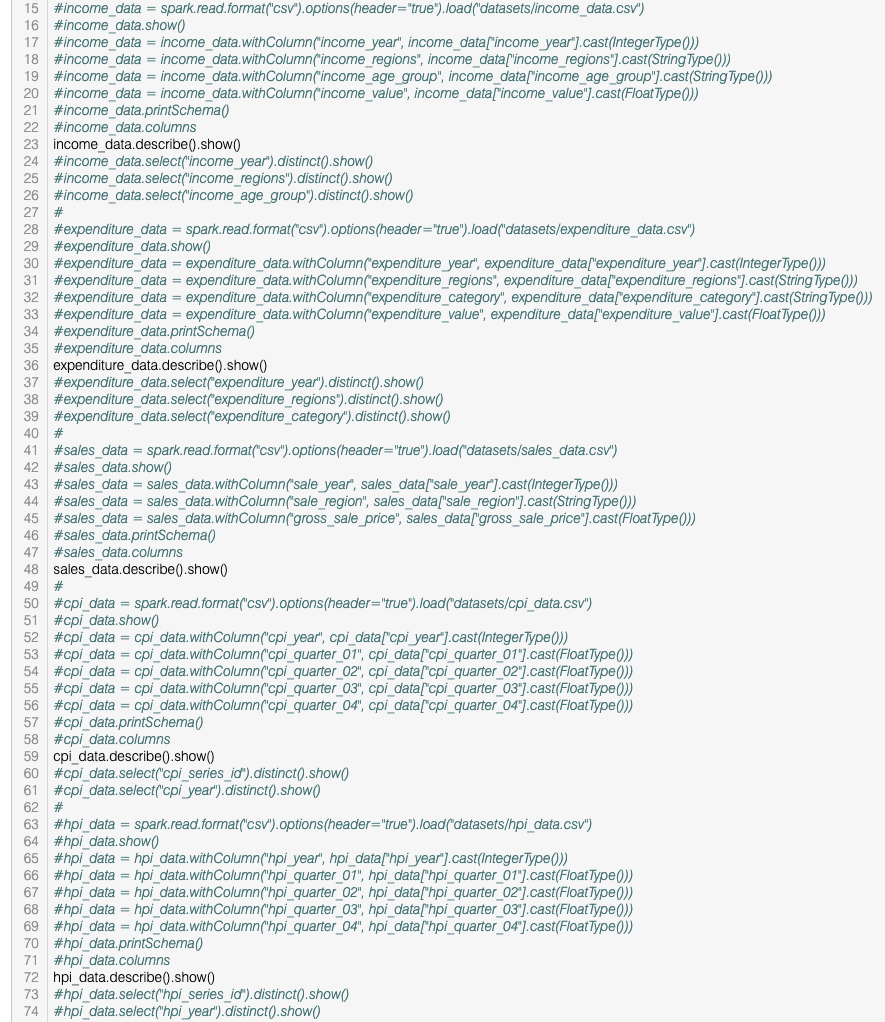 15 #income_data = spark.read.format("csv").options(header="true").load("datasets/income_data.csv")
16 #income_data.show()
17 #income_data = income_data.withColumn("income_year", income_data["income_year"].cast(IntegerType()))
18 #income_data = income_data.withColumn("income_regions", income_data["income_regions"].cast(StringType()))
19 #income_data = income_data.withColumn("income_age_group", income_data["income_age_group"].cast(StringType()))
20 #income_data = income_data.withColumn("income_value", income_data["income_value"].cast(FloatType()))
21 #income_data.printSchema()
22 #income_data.columns
23 income_data.describe().show()
24 #income_data.select("income_year").distinct().show()
25 #income_data.select("income_regions").distinct().show()
26 #income_data.select("income_age_group").distinct().show()
27 #
28 #expenditure_data = spark.read.format("csv").options(header="true").load("datasets/expenditure_data.csv")
29 #expenditure_data.show()
30 #expenditure_data = expenditure_data.withColumn("expenditure_year", expenditure_data["expenditure_year"].cast(IntegerType()))
31 #expenditure_data = expenditure_data.withColumn("expenditure_regions", expenditure_data["expenditure_regions"].cast(StringType()))
32 #expenditure_data = expenditure_data.withColumn("expenditure_category", expenditure_data["expenditure_category"].cast(StringType()))
33 #expenditure_data = expenditure_data.withColumn("expenditure_value", expenditure_data["expenditure_value"].cast(FloatType()))
34 #expenditure_data.printSchema()
35 #expenditure_data.columns
36 expenditure_data.describe().show()
37 #expenditure_data.select("expenditure_year").distinct().show()
38 #expenditure_data.select("expenditure_regions").distinct().show()
39 #expenditure_data.select("expenditure_category").distinct().show()
40 #
41 #sales_data = spark.read.format("csv").options(header="true").load("datasets/sales_data.csv")
42 #sales_data.show()
43 #sales_data = sales_data.withColumn("sale_year", sales_data["sale_year"].cast(IntegerType()))
44 #sales_data = sales_data.withColumn("sale_region", sales_data["sale_region"].cast(StringType()))
45 #sales_data = sales_data.withColumn("gross_sale_price", sales_data["gross_sale_price"].cast(FloatType()))
46 #sales_data.printSchema()
47 #sales_data.columns
48 sales_data.describe().show()
49 #
50 #cpi_data = spark.read.format("csv").options(header="true").load("datasets/cpi_data.csv")
51 #cpi_data.show()
52 #cpi_data = cpi_data.withColumn("cpi_year", cpi_data["cpi_year"].cast(IntegerType()))
53 #cpi_data = cpi_data.withColumn("cpi_quarter_01", cpi_data["cpi_quarter_01"].cast(FloatType()))
54 #cpi_data = cpi_data.withColumn("cpi_quarter_02", cpi_data["cpi_quarter_02"].cast(FloatType()))
55 #cpi_data = cpi_data.withColumn("cpi_quarter_03", cpi_data["cpi_quarter_03"].cast(FloatType()))
56 #cpi_data = cpi_data.withColumn("cpi_quarter_04", cpi_data["cpi_quarter_04"].cast(FloatType()))
57 #cpi_data.printSchema()
58 #cpi_data.columns
59 cpi_data.describe().show()
60 #cpi_data.select("cpi_series_id").distinct().show()
61 #cpi_data.select("cpi_year").distinct().show()
62 #
63 #hpi_data = spark.read.format("csv").options(header="true").load("datasets/hpi_data.csv")
64 #hpi_data.show()
65 #hpi_data = hpi_data.withColumn("hpi_year", hpi_data["hpi_year"].cast(IntegerType()))
66 #hpi_data = hpi_data.withColumn("hpi_quarter_01", hpi_data["hpi_quarter_01"].cast(FloatType()))
67 #hpi_data = hpi_data.withColumn("hpi_quarter_02", hpi_data["hpi_quarter_02"].cast(FloatType()))
68 #hpi_data = hpi_data.withColumn("hpi_quarter_03", hpi_data["hpi_quarter_03"].cast(FloatType()))
69 #hpi_data = hpi_data.withColumn("hpi_quarter_04", hpi_data["hpi_quarter_04"].cast(FloatType()))
70 #hpi_data.printSchema()
71 #hpi_data.columns
72 hpi_data.describe().show()
73 #hpi_data.select("hpi_series_id").distinct().show()
74 #hpi_data.select("hpi_year").distinct().show()